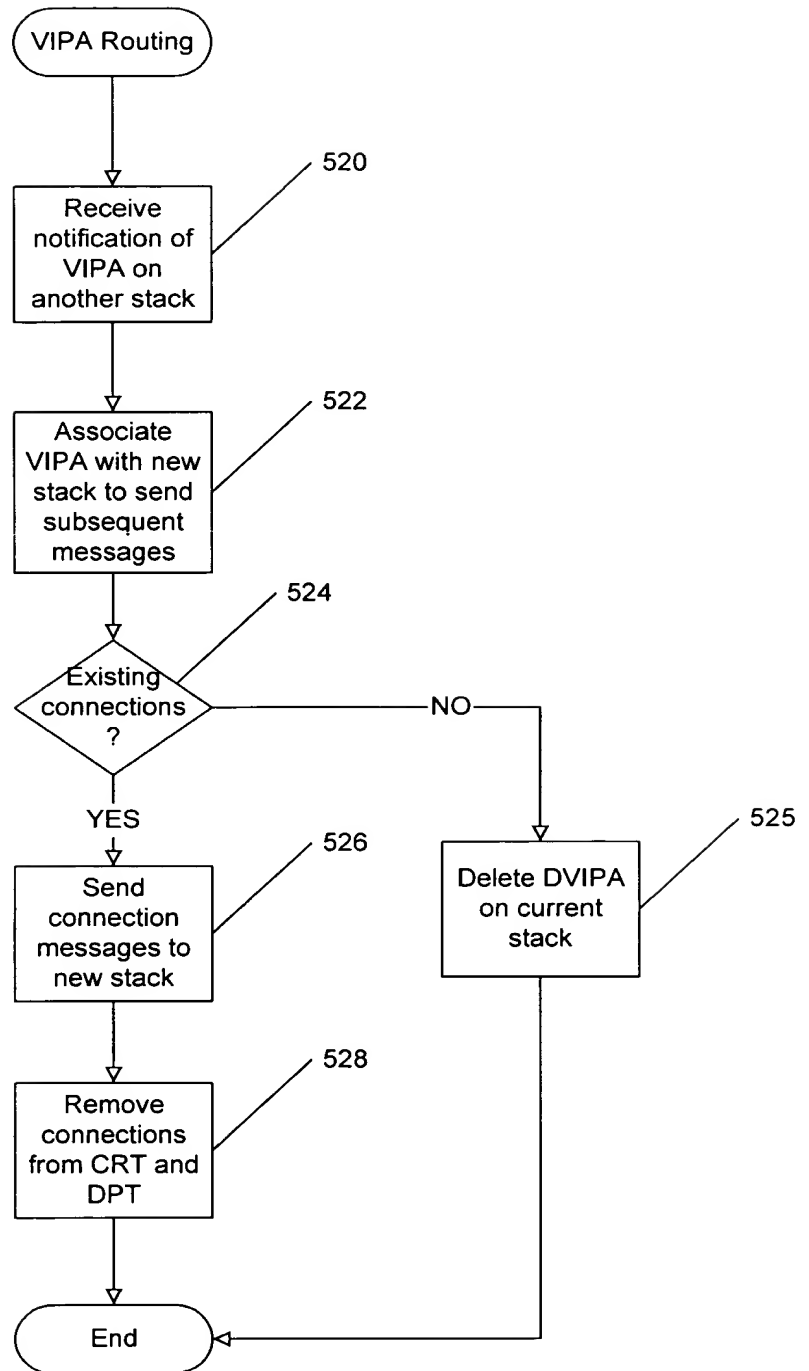 VIPA Routing
520
Receive
notification of
VIPA on
another stack
522
Associate
VIPA with new
stack to send
subsequent
messages
524
Existing
connections
?
NO
YES
525
Delete DVIPA
on current
stack
526
Send
connection
messages to
new stack
528
Remove
connections
from CRT and
DPT
End